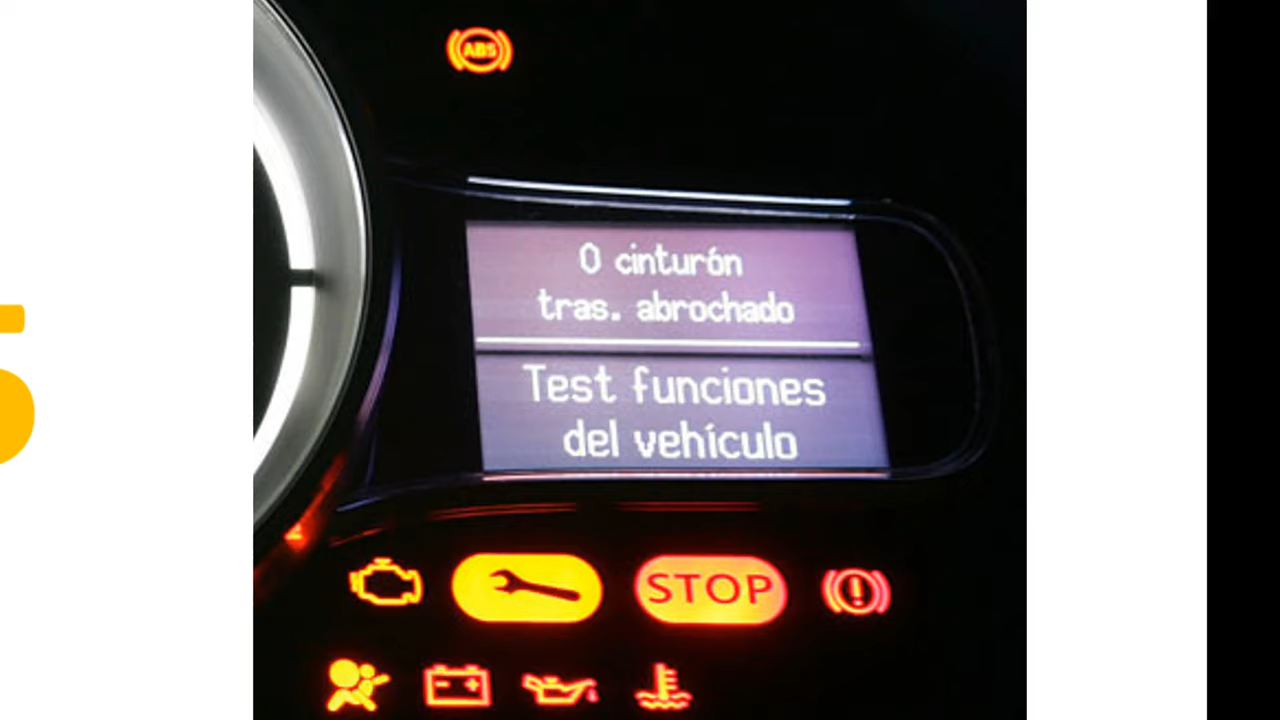 ABS
0 cinturón
tras. abrochado
Test funciones
del vehículo
STOP